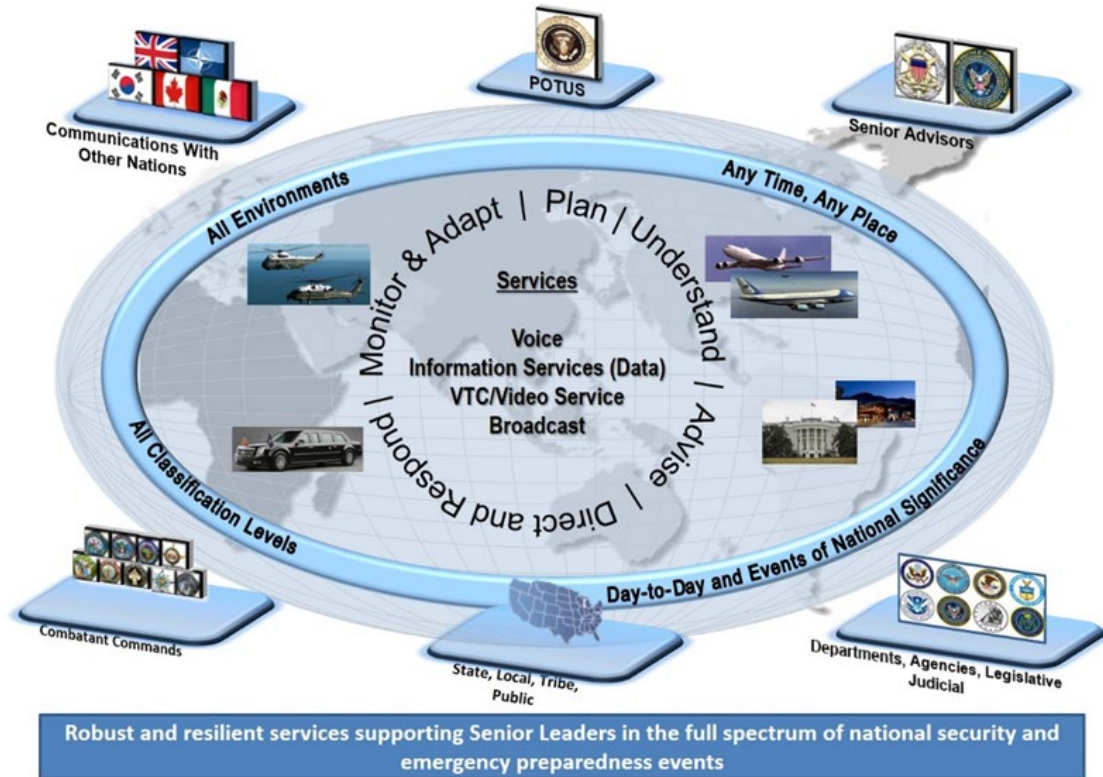 POTUS
Communications With
Other Nations
Senior Advisors
All Environments
Any Time, Any Place
Monitor & Adapt | Plan | Understand | Advise | Direct and Respond |
Services
Voice
Information Services (Data)
VTC/Video Service
Broadcast
All Classification Levels
Day-to-Day and Events of National Significance
Combatant Commands
State, Local, Tribe,
Public
Departments, Agencies, Legislative
Judicial
Robust and resilient services supporting Senior Leaders in the full spectrum of national security and
emergency preparedness events